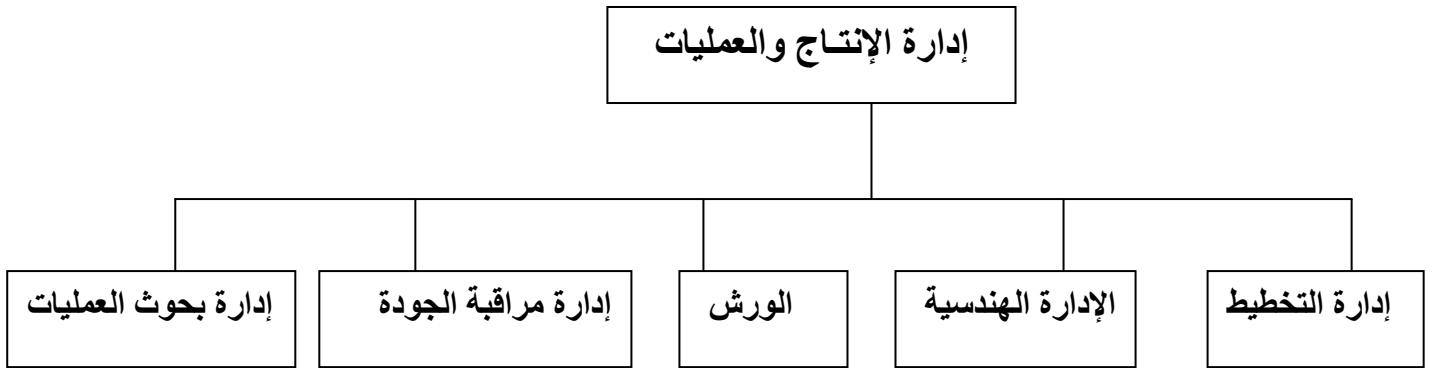 إدارة الإنتـاج والعمليات
إدارة التخطيط
الإدارة الهندسية
الورش
إدارة مراقبة الجودة
إدارة بحوث العمليات